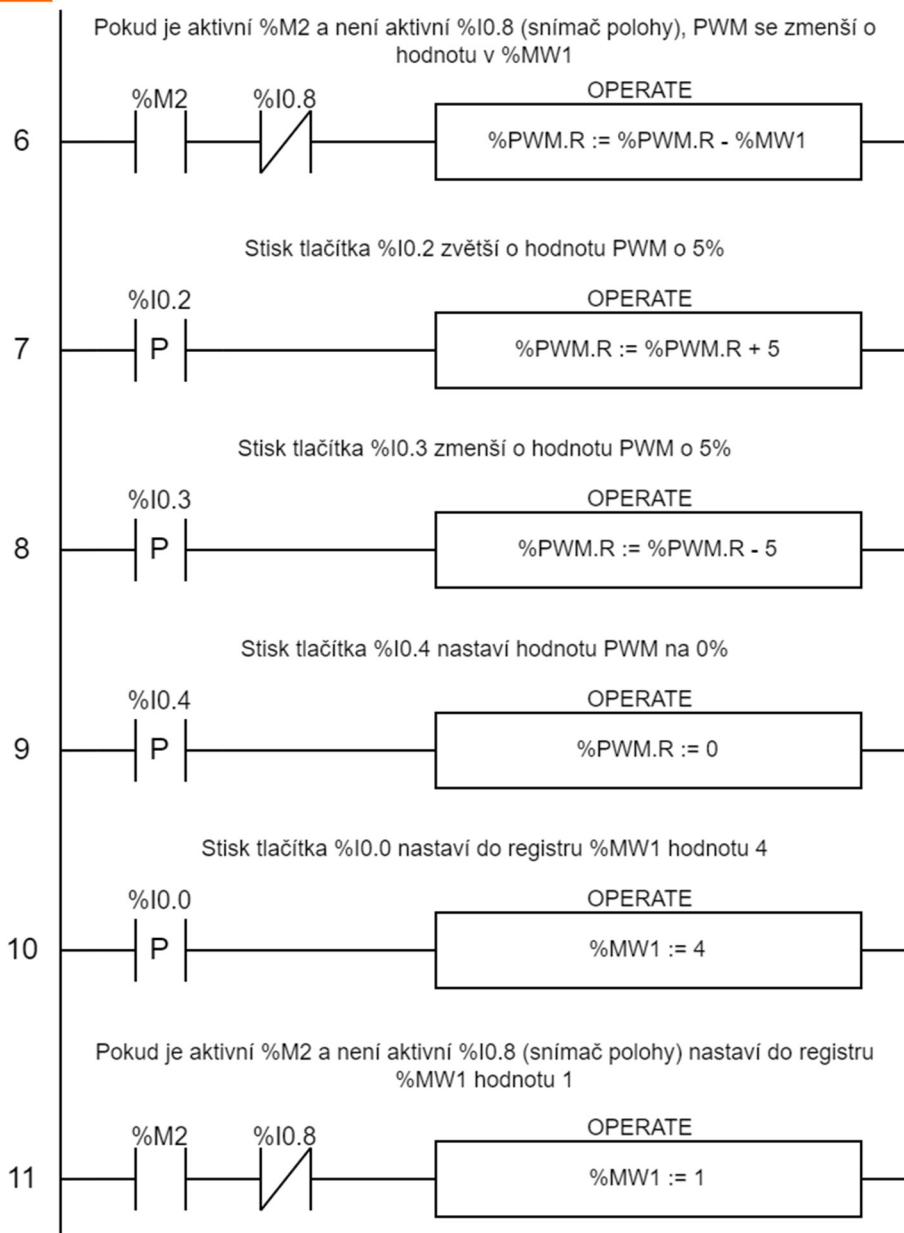 Pokud je aktivní %M2 a není aktivní %I0.8 (snímač polohy), PWM se zmenší o
hodnotu v %MW1
OPERATE
%M2 %I0.8
6 %PWM.R := %PWM.R - %MW1
Stisk tlačítka %I0.2 zvětší o hodnotu PWM o 5%
%I0.2 OPERATE
7 P %PWM.R := %PWM.R + 5
Stisk tlačítka %I0.3 zmenší o hodnotu PWM o 5%
%I0.3 OPERATE
8 P %PWM.R := %PWM.R - 5
Stisk tlačítka %I0.4 nastaví hodnotu PWM na 0%
%I0.4 OPERATE
9 P %PWM.R := 0
Stisk tlačítka %I0.0 nastaví do registru %MW1 hodnotu 4
%I0.0 OPERATE
10 P %MW1 := 4
Pokud je aktivní %M2 a není aktivní %I0.8 (snímač polohy) nastaví do registru
%MW1 hodnotu 1
%M2 %I0.8 OPERATE
11 %MW1 := 1